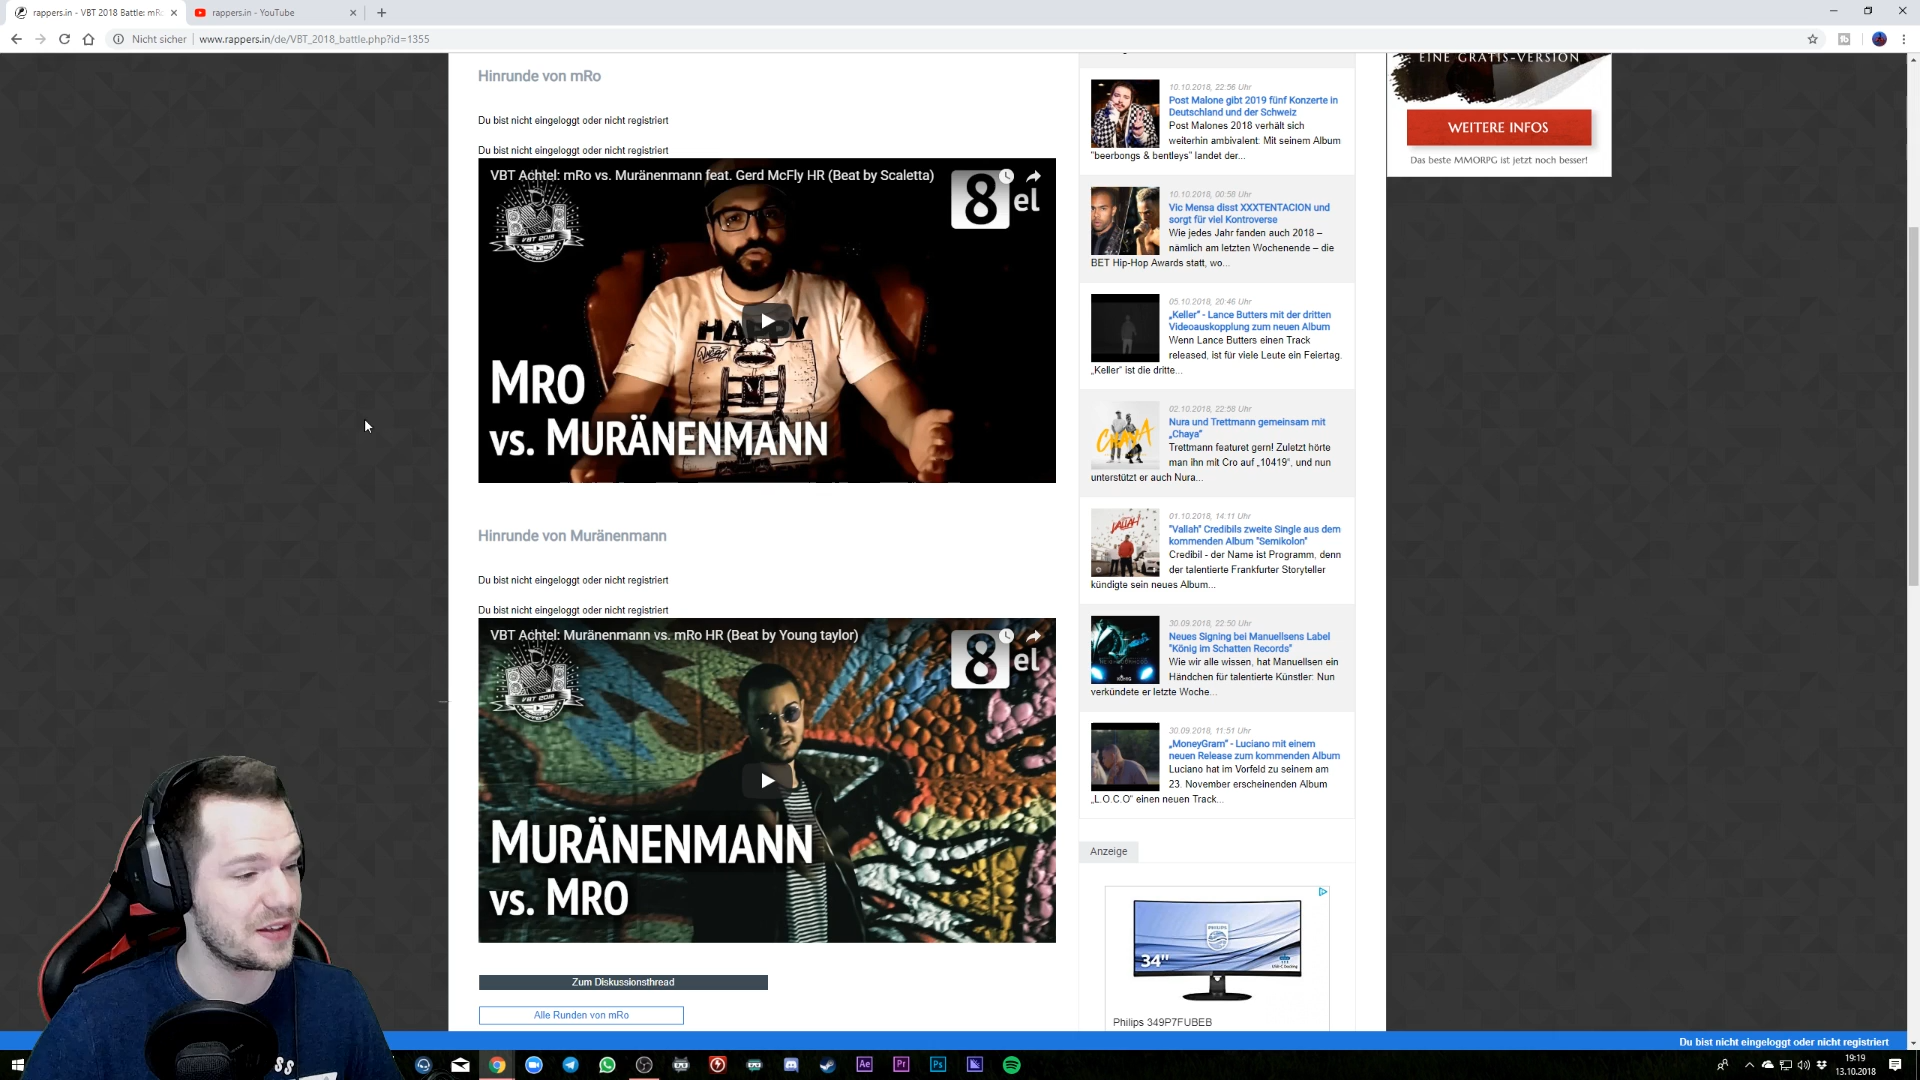 rappers.in - VBT 2018 Battle: mR
rappers.in - YouTube
Nicht sicher
www.rappers.in/de/VBT_2018_battle.php?id=1355
Hinrunde von mRo
Du bist nicht eingeloggt oder nicht registriert
Du bist nicht eingeloggt oder nicht registriert
VBT Achtel: mRo vs. Muränenmann feat. Gerd McFly HR (Beat by Scaletta)
8el
VBT 2018
HAPPY
MRO
VS. MURÄNENMANN
Hinrunde von Muränenmann
Du bist nicht eingeloggt oder nicht registriert
Du bist nicht eingeloggt oder nicht registriert
VBT Achtel: Muränenmann vs. mRo HR (Beat by Young taylor)
8el
VBT 2018
MURÄNENMANN
VS. MRO
Zum Diskussionsthread
Alle Runden von mRo
10.10.2018, 22:56 Uhr
Post Malone gibt 2019 fünf Konzerte in
Deutschland und der Schweiz
Post Malones 2018 verhält sich
weiterhin ambivalent: Mit seinem Album
"beerbongs & bentleys" landet der...
10.10.2018, 00:58 Uhr
Vic Mensa disst XXXTENTACION und
sorgt für viel Kontroverse
Wie jedes Jahr fanden auch 2018 –
nämlich am letzten Wochenende – die
BET Hip-Hop Awards statt, wo...
05.10.2018, 20:46 Uhr
„Keller" - Lance Butters mit der dritten
Videoauskopplung zum neuen Album
Wenn Lance Butters einen Track
released, ist für viele Leute ein Feiertag.
„Keller" ist die dritte...
02.10.2018, 22:58 Uhr
Nura und Trettmann gemeinsam mit
„Chaya"
Trettmann featuret gern! Zuletzt hörte
man ihn mit Cro auf „10419", und nun
unterstützt er auch Nura...
CHAYA
01.10.2018, 14:11 Uhr
"Vallah" Credibils zweite Single aus dem
kommenden Album "Semikolon"
Credibil - der Name ist Programm, denn
der talentierte Frankfurter Storyteller
kündigte sein neues Album...
30.09.2018, 22:50 Uhr
Neues Signing bei Manuellsens Label
"König im Schatten Records"
Wie wir alle wissen, hat Manuellsen ein
Händchen für talentierte Künstler: Nun
verkündete er letzte Woche...
30.09.2018, 11:51 Uhr
„MoneyGram" - Luciano mit einem
neuen Release zum kommenden Album
Luciano hat im Vorfeld zu seinem am
23. November erscheinenden Album
„L.O.C.O" einen neuen Track...
Anzeige
PHILIPS
34"
Philips 349P7FUBEB
EINE GRATIS-VERSION
WEITERE INFOS
Das beste MMORPG ist jetzt noch besser!
Du bist nicht eingeloggt oder nicht registriert
Ae
Pr
Ps
19:19
13.10.2018